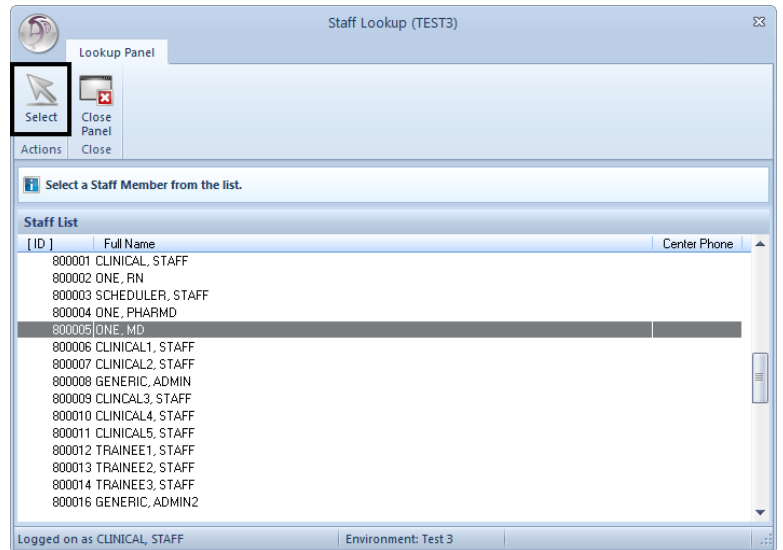 Staff Lookup (TEST3)
Lookup Panel
Select
Close Panel
Actions
Close
Select a Staff Member from the list.
Staff List
[ ID ] Full Name Center Phone
800001 CLINICAL, STAFF
800002 ONE, RN
800003 SCHEDULER, STAFF
800004 ONE, PHARMD
800005 ONE, MD
800006 CLINICAL1, STAFF
800007 CLINICAL2, STAFF
800008 GENERIC, ADMIN
800009 CLINCAL3, STAFF
800010 CLINICAL4, STAFF
800011 CLINICAL5, STAFF
800012 TRAINEE1, STAFF
800013 TRAINEE2, STAFF
800014 TRAINEE3, STAFF
800016 GENERIC, ADMIN2
Logged on as CLINICAL, STAFF Environment: Test 3